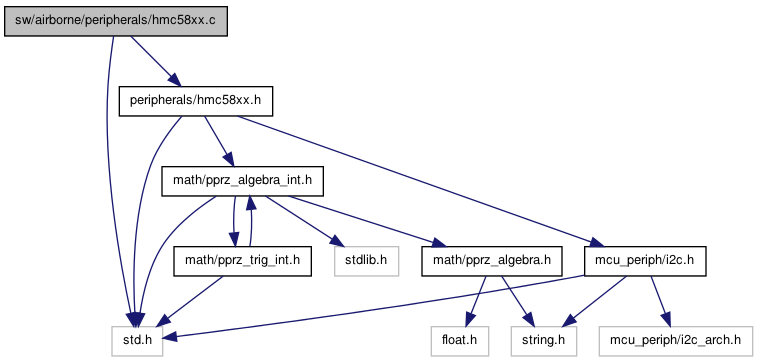 sw/airborne/peripherals/hmc58xx.c
peripherals/hmc58xx.h
math/pprz_algebra_int.h
math/pprz_trig_int.h
stdlib.h
math/pprz_algebra.h
mcu_periph/i2c.h
std.h
float.h
string.h
mcu_periph/i2c_arch.h